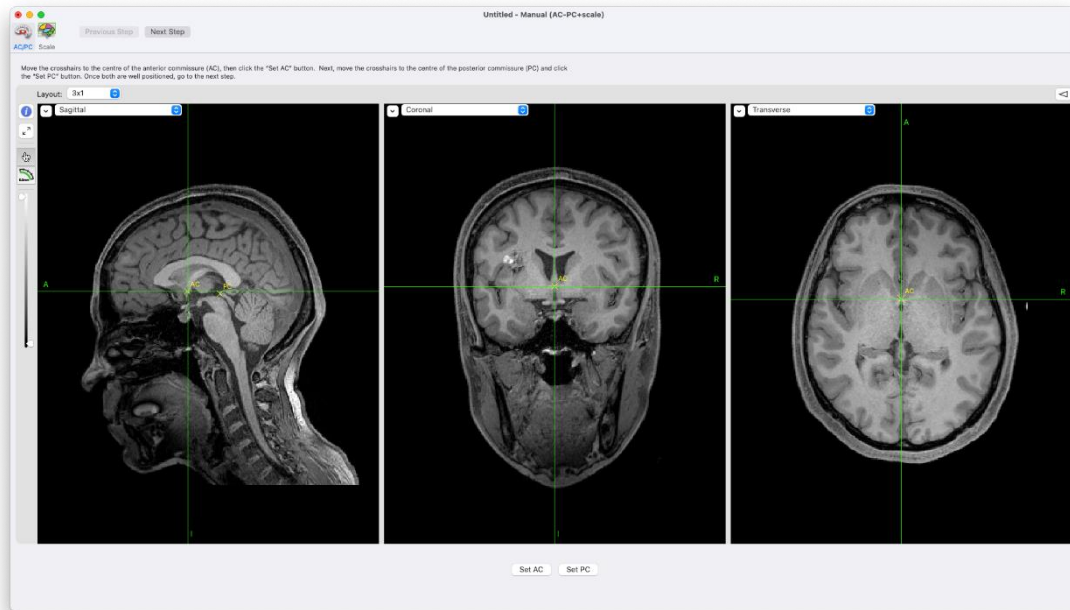 Untitled - Manual (AC-PC+scale)
Previous Step Next Step
AC/PC Scale
Move the crosshairs to the centre of the anterior commissure (AC), then click the "Set AC" button. Next, move the crosshairs to the centre of the posterior commissure (PC) and click
the "Set PC" button. Once both are well positioned, go to the next step.
Layout: 3x1
Sagittal Coronal Transverse
A
AC PC
A
AC
R
AC
R
I
I
Set AC Set PC